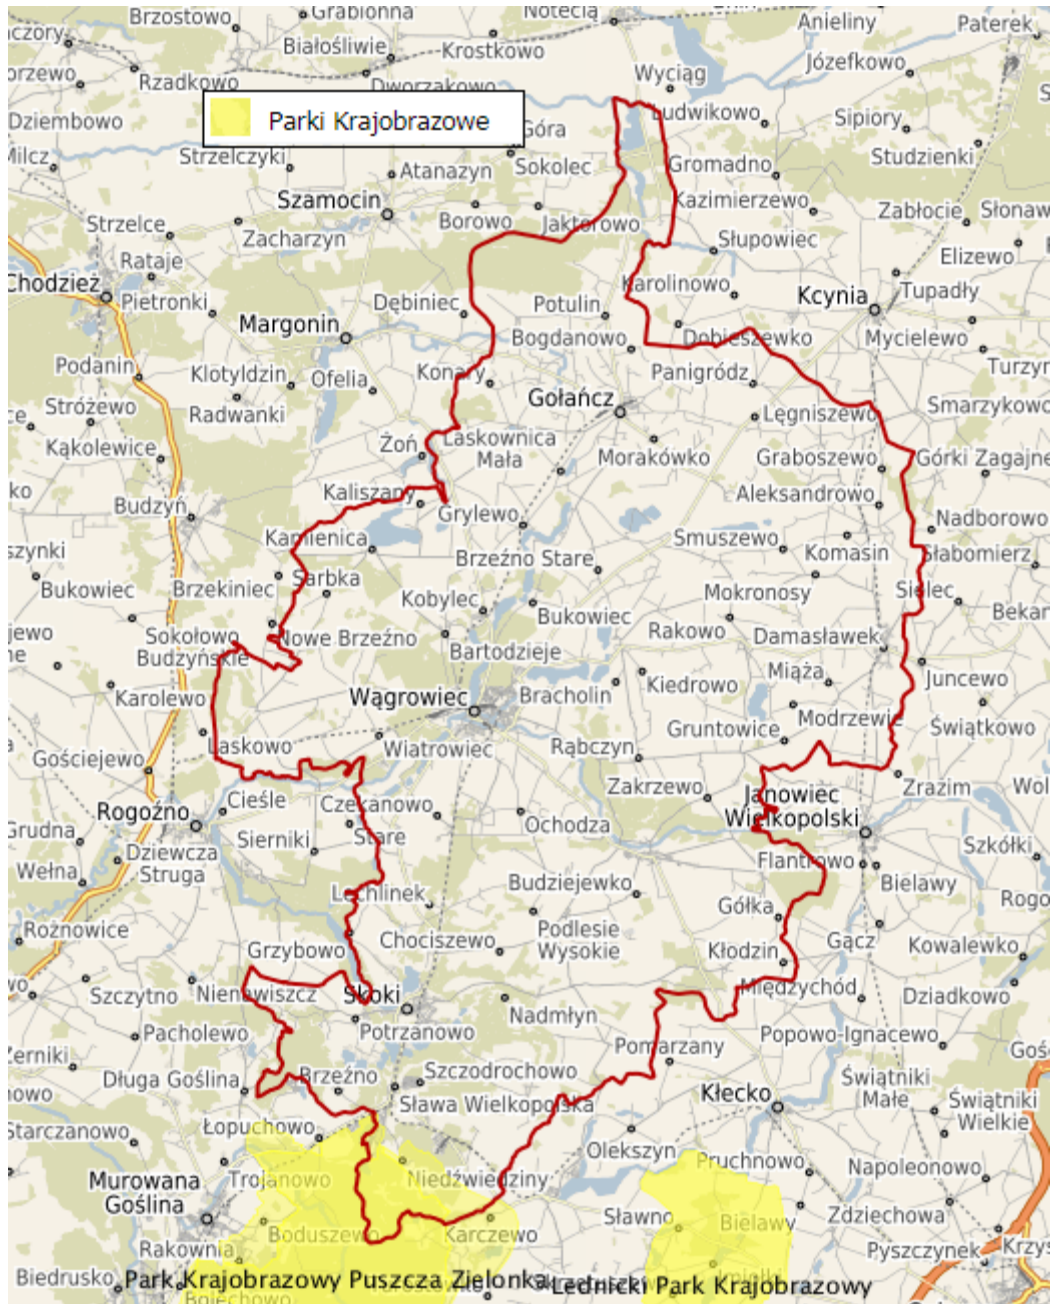 Brzostowo
Grabionna
Notecią
Anieliny
Paterek
Białośliwie
Krostkowo
Józefkowo
Rzadkowo
Wyciąg
Dworzakowo
Parki Krajobrazowe
Ludwikowo
Sipiory
Dziembowo
Góra
Milcz
Strzelczyki
Atanazyn
Sokolec
Gromadno
Studzienki
Szamocin
Kazimierzewo
Strzelce
Borowo
Jaktorowo
Zabłocie
Zacharzyn
Słupowiec
Elizewo
Rataje
Chodzież
Pietronki
Dębiniec
Potulin
Karolinowo
Kcynia
Tupadły
Margonin
Bogdanowo
Dobieszewko
Mycielewo
Podanin
Klotyldzin
Ofelia
Konary
Panigródz
Gołańcz
Stróżewo
Radwanki
Łęgniszewo
Kąkolewice
Żoń
Laskownica
Mała
Morakówko
Graboszewo
Budzyń
Kaliszany
Grylewo
Aleksandrowo
Nadborowo
Kamienica
Smuszewo
Komasin
Słabomierz
Brzeźno Stare
Bukowiec
Brzekiniec
Sarbka
Kobylec
Mokronosy
Sielec
Bukowiec
Sokołowo
Budzyńskie
Nowe Brzeźno
Rakowo
Damasławek
Bartodzieje
Karolewo
Wągrowiec
Bracholin
Kiedrowo
Miąża
Juncewo
Modrzewie
Laskowo
Wiatrowiec
Rąbczyn
Gruntowice
Świątkowo
Gościejewo
Zakrzewo
Zrazim
Rogoźno
Cieśle
Czekanowo
Janowiec
Wielkopolski
Sierniki
Stare
Ochodza
Dziewcza
Struga
Flantrowo
Szkółki
Wełna
Lechlinek
Budziejewko
Bielawy
Gółka
Rożnowice
Grzybowo
Chociszewo
Podlesie
Wysokie
Kłodzin
Gącz
Kowalewko
Szczytno
Nienawiszcz
Skoki
Międzychód
Dziadkowo
Nadmłyn
Pacholewo
Potrzanowo
Popowo-Ignacewo
Pomarzany
Długa Goślina
Brzeźno
Szczodrochowo
Kłecko
Świątniki
Małe
Świątniki
Wielkie
Sława Wielkopolska
Starczanowo
Łopuchowo
Olekszyn
Pruchnowo
Napoleonowo
Murowana
Goślina
Trojanowo
Niedźwiedziny
Sławno
Bielawy
Zdziechowa
Boduszewo
Karczewo
Rakownia
Pyszczynek
Biedrusko
Park Krajobrazowy Puszcza Zielonka
Lednicki Park Krajobrazowy